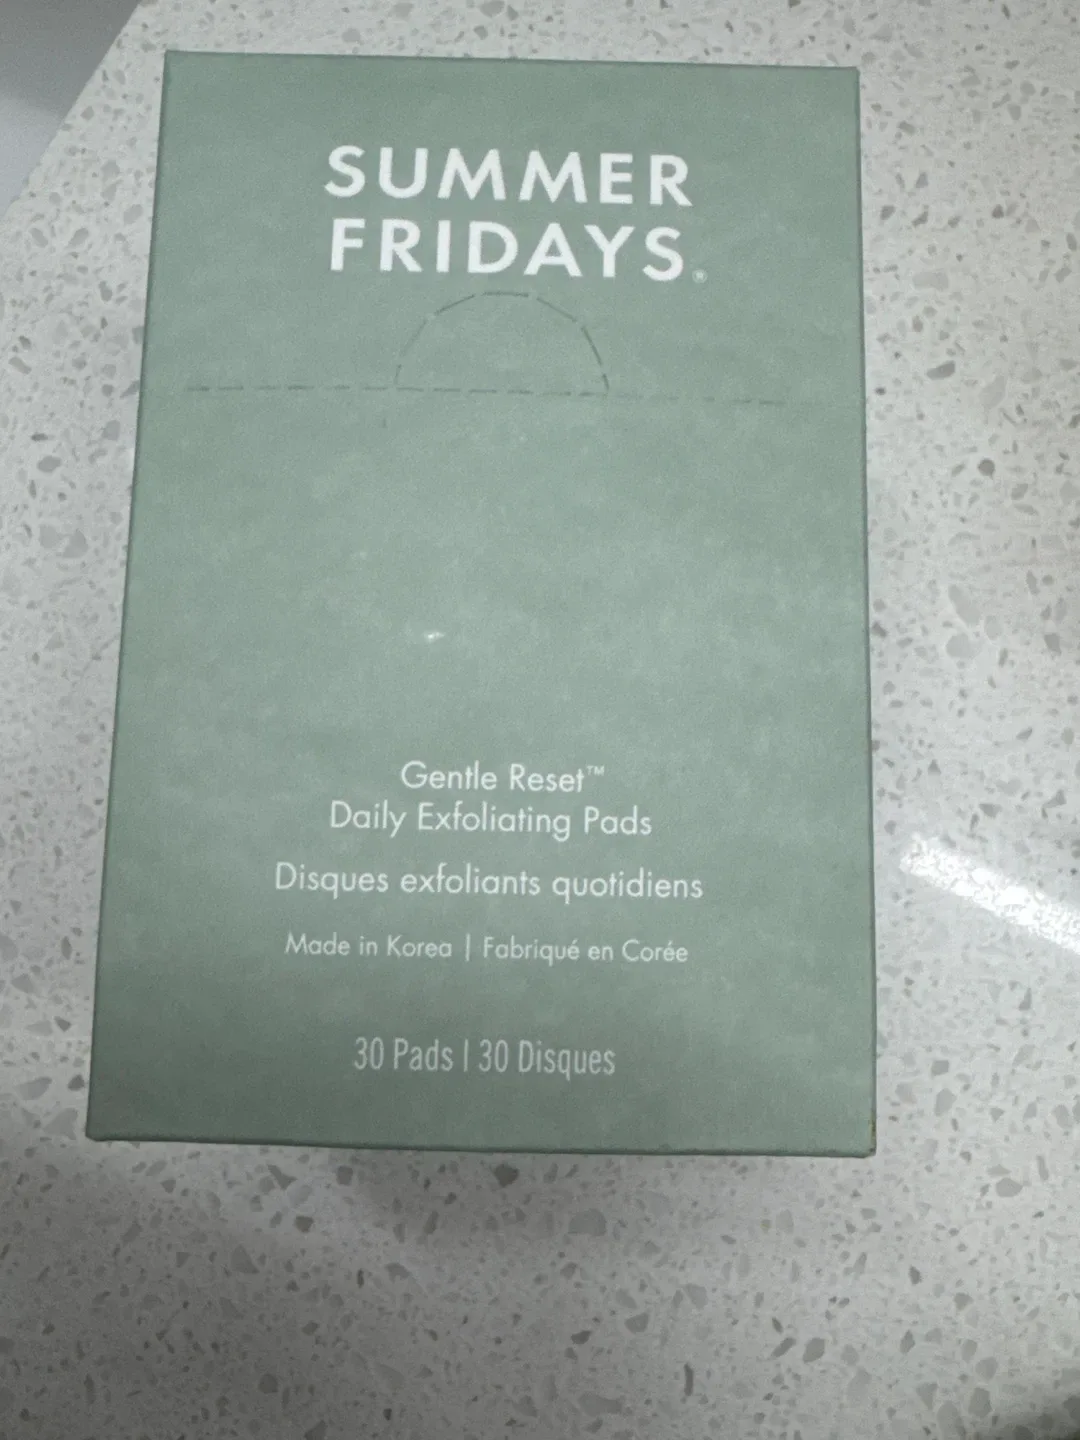 SUMMER
FRIDAYS®
Gentle Reset™
Daily Exfoliating Pads
Disques exfoliants quotidiens
Made in Korea | Fabriqué en Corée
30 Pads | 30 Disques